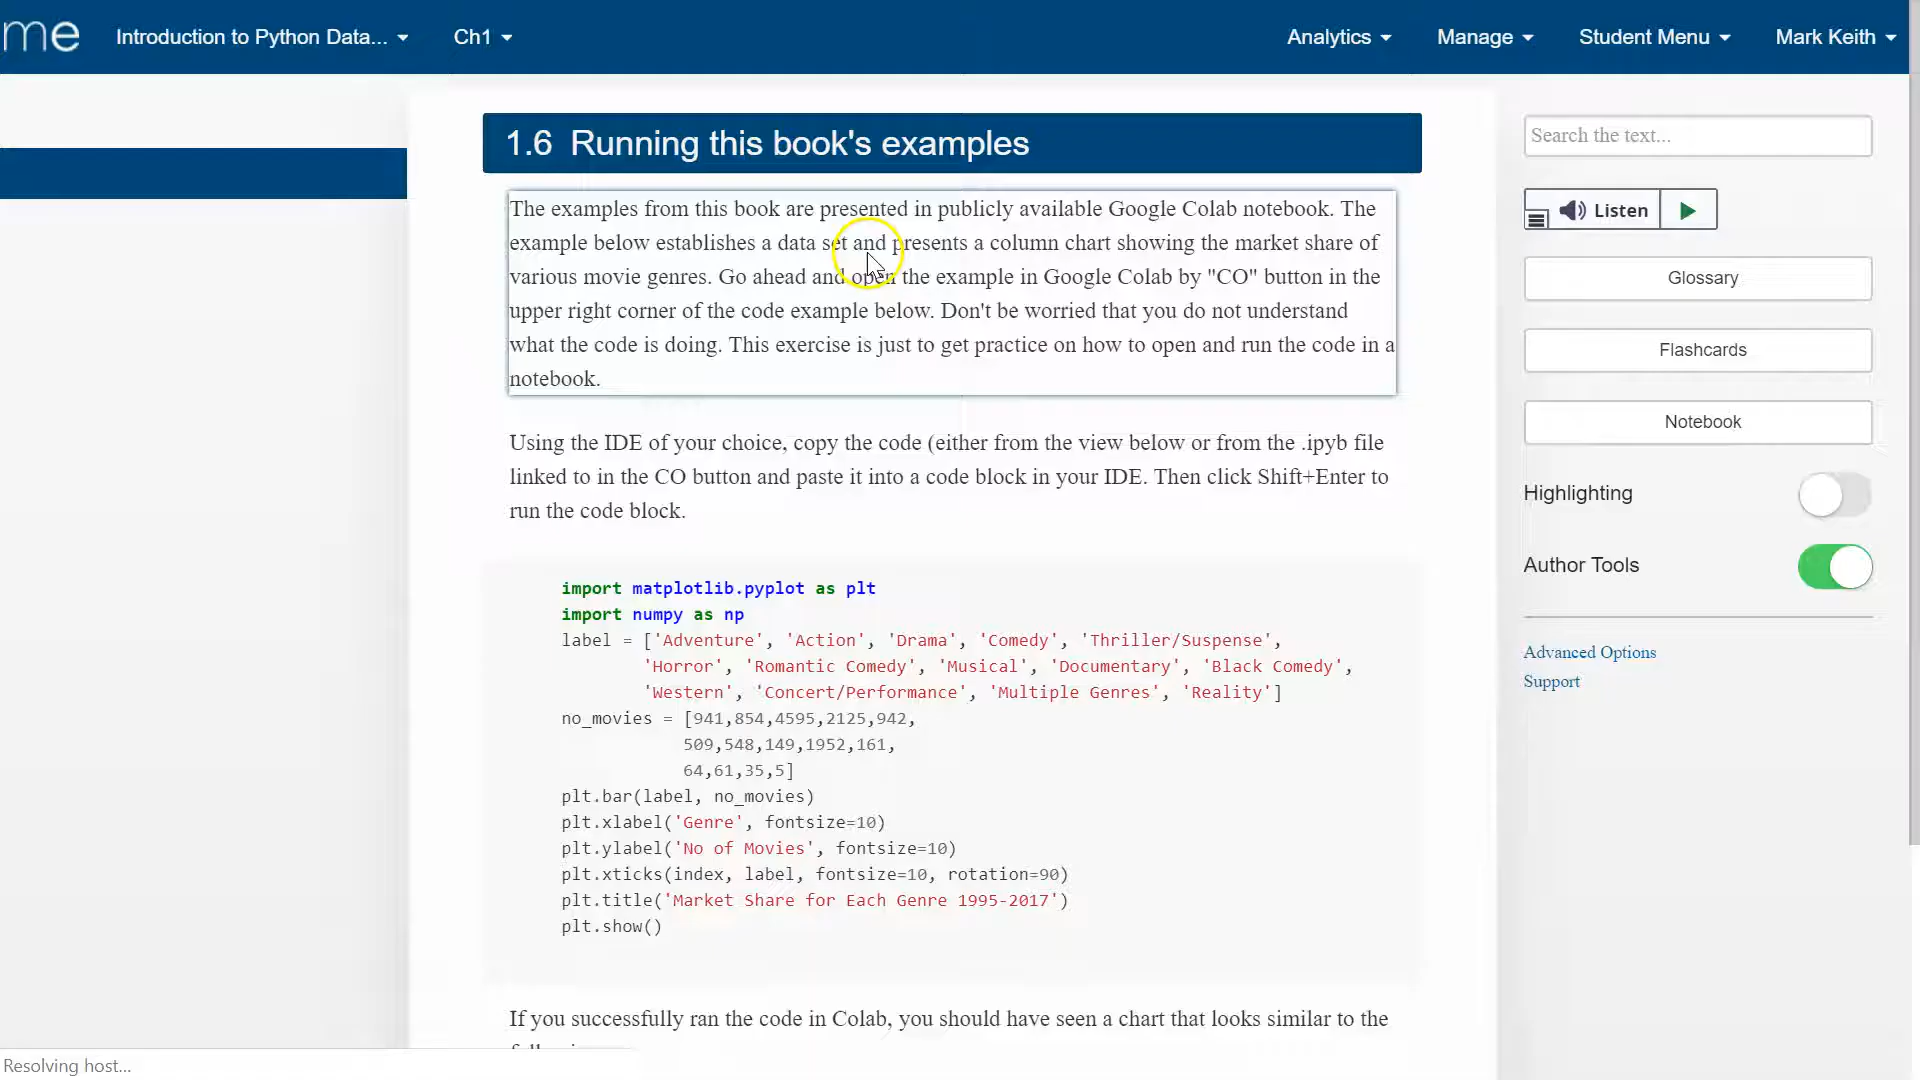 me Introduction to Python Data... Ch1 Analytics Manage Student Menu Mark Keith
1.6 Running this book's examples
The examples from this book are presented in publicly available Google Colab notebook. The
example below establishes a data set and presents a column chart showing the market share of
various movie genres. Go ahead and open the example in Google Colab by "CO" button in the
upper right corner of the code example below. Don't be worried that you do not understand
what the code is doing. This exercise is just to get practice on how to open and run the code in a
notebook.
Using the IDE of your choice, copy the code (either from the view below or from the .ipyb file
linked to in the CO button and paste it into a code block in your IDE. Then click Shift+Enter to
run the code block.
import matplotlib.pyplot as plt
import numpy as np
label = ['Adventure', 'Action', 'Drama', 'Comedy', 'Thriller/Suspense',
'Horror', 'Romantic Comedy', 'Musical', 'Documentary', 'Black Comedy',
'Western', 'Concert/Performance', 'Multiple Genres', 'Reality']
no_movies = [941,854,4595,2125,942,
509,548,149,1952,161,
64,61,35,5]
plt.bar(label, no_movies)
plt.xlabel('Genre', fontsize=10)
plt.ylabel('No of Movies', fontsize=10)
plt.xticks(index, label, fontsize=10, rotation=90)
plt.title('Market Share for Each Genre 1995-2017')
plt.show()
If you successfully ran the code in Colab, you should have seen a chart that looks similar to the
Search the text...
Listen
Glossary
Flashcards
Notebook
Highlighting
Author Tools
Advanced Options
Support
Resolving host...